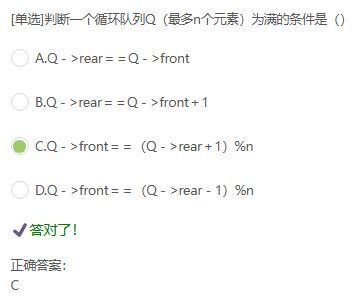 [单选]判断一个循环队列Q（最多n个元素）为满的条件是（）
A.Q - >rear = = Q - >front
B.Q - >rear = = Q - >front + 1
C.Q - >front = = （Q - >rear + 1）%n
D.Q - >front = = （Q - >rear - 1）%n
答对了！
正确答案：
C